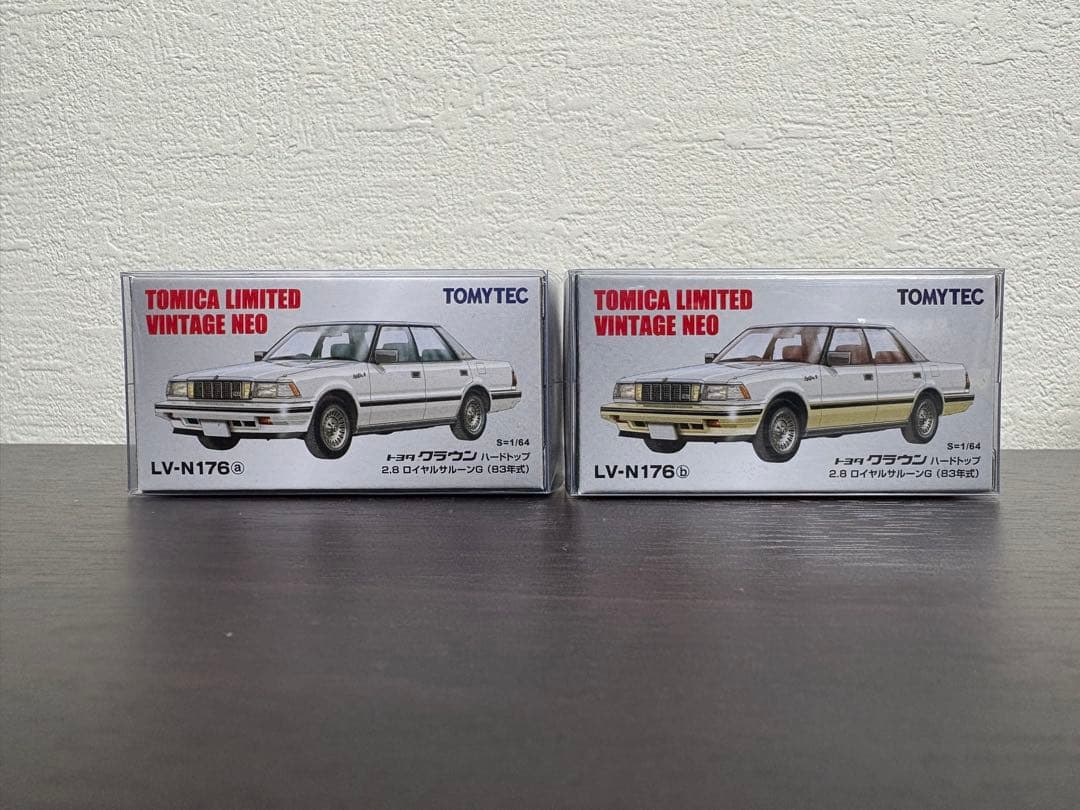 TOMICA LIMITED
VINTAGE NEO
TOMYTEC
S=1/64
LV-N176ⓐ
トヨタ クラウン ハードトップ
2.8 ロイヤルサルーンG（83年式）
TOMICA LIMITED
VINTAGE NEO
TOMYTEC
S=1/64
LV-N176ⓑ
トヨタ クラウン ハードトップ
2.8 ロイヤルサルーンG（83年式）